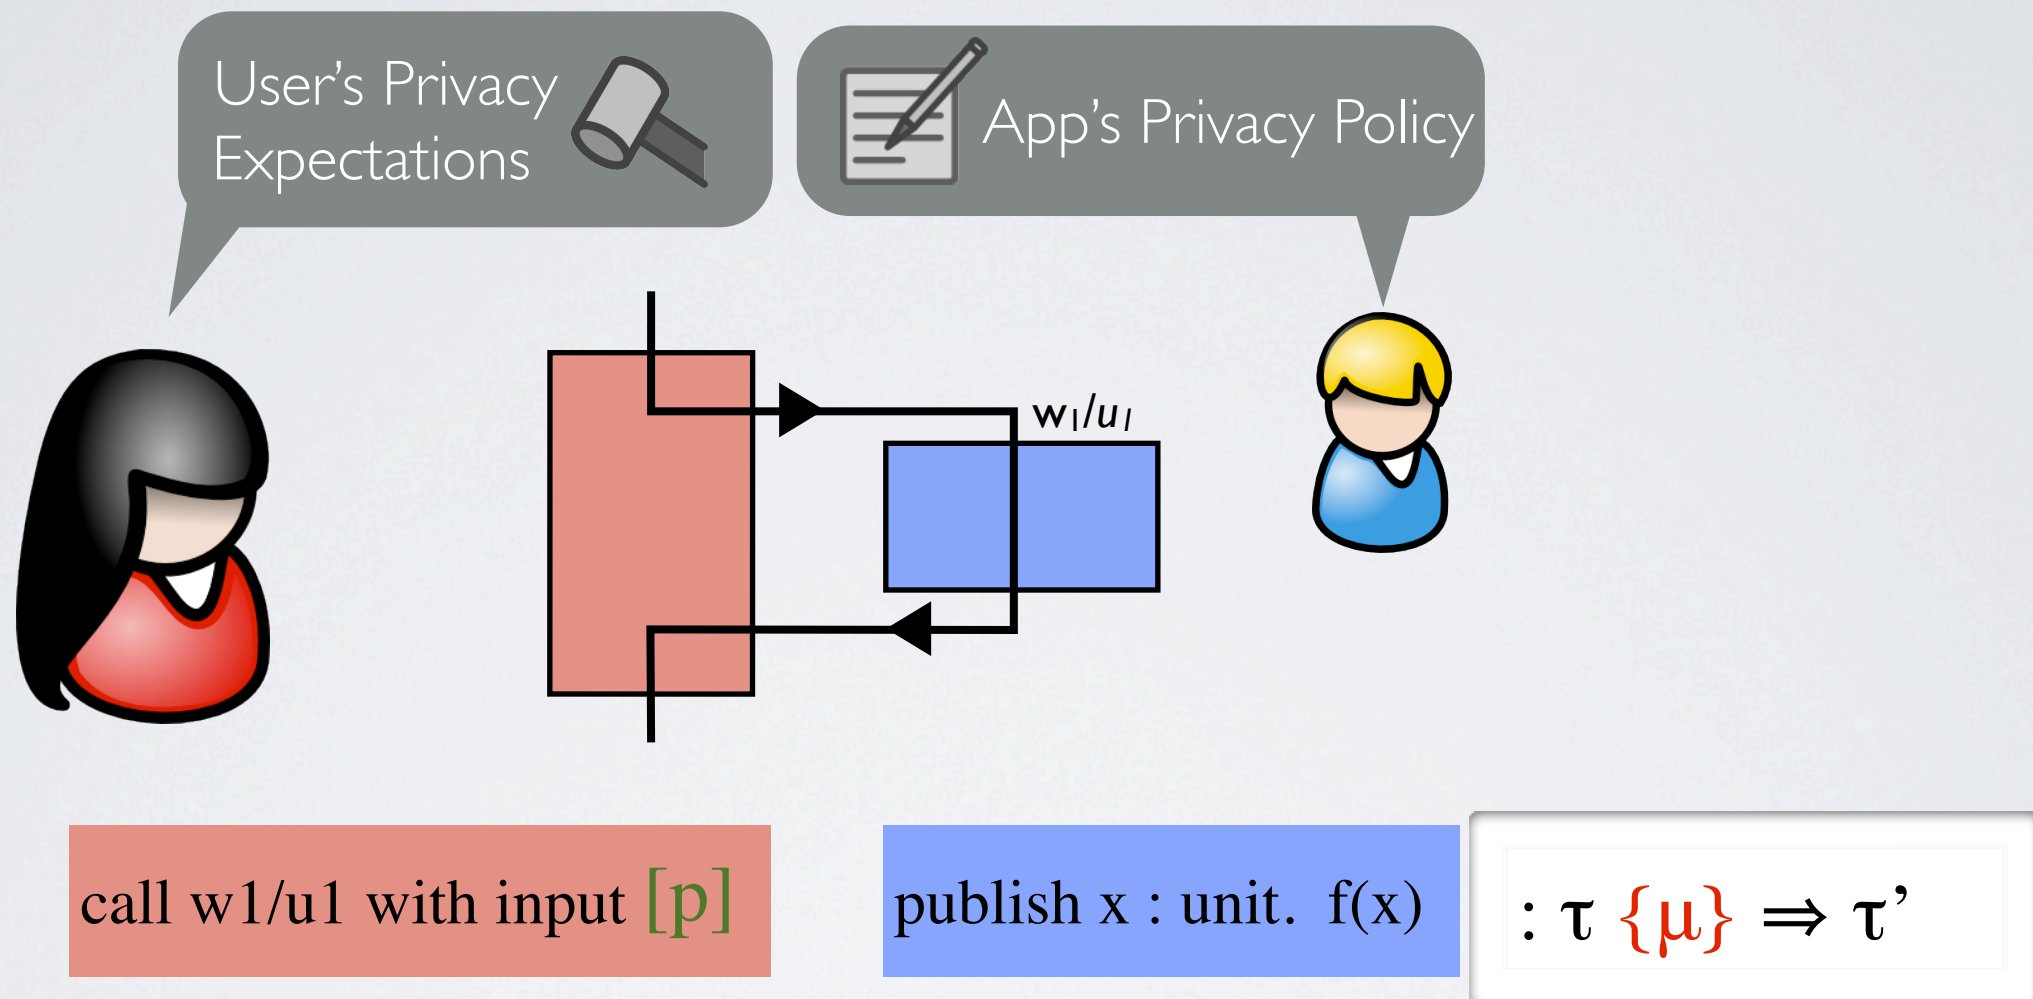 User's Privacy
Expectations
App's Privacy Policy
w₁/u₁
call w1/u1 with input [p]
publish x : unit. f(x)
: τ {μ} ⇒ τ’